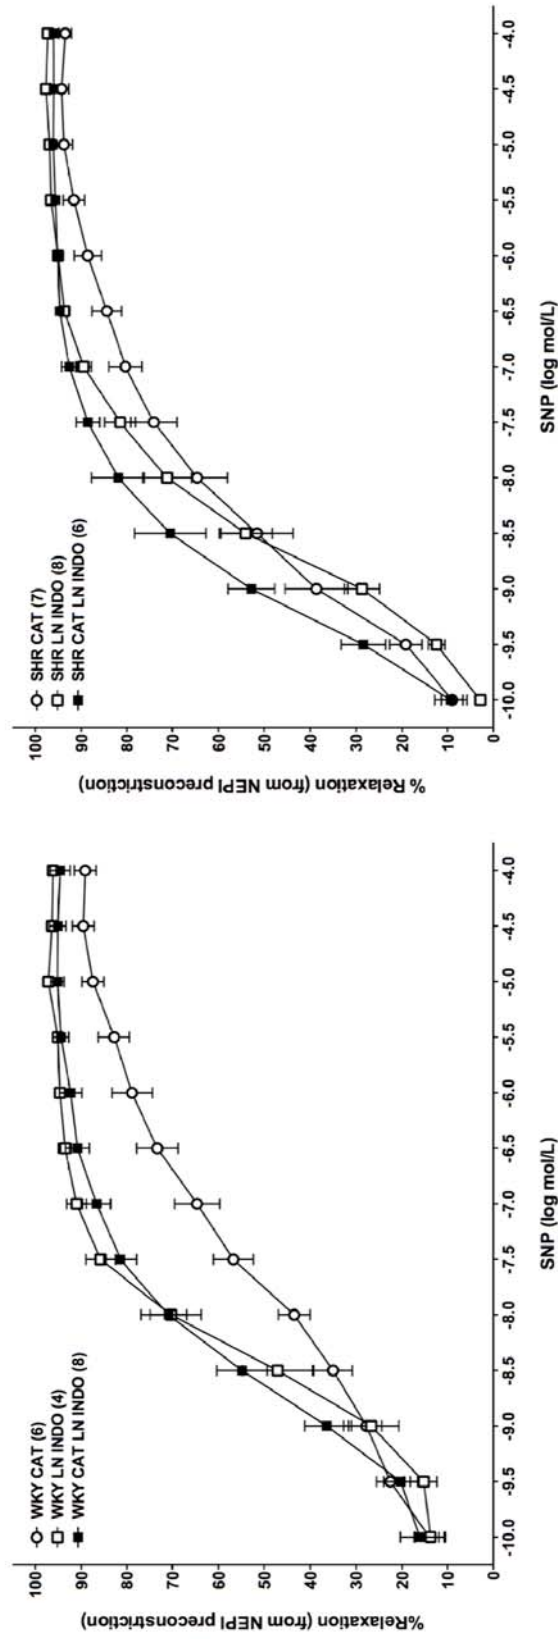 ○ WKY CAT (6)
□ WKY LN INDO (4)
■ WKY CAT LN INDO (8)
100
90
80
70
60
50
40
30
20
10
0
%Relaxation (from NEPI preconstriction)
-10.0 -9.5 -9.0 -8.5 -8.0 -7.5 -7.0 -6.5 -6.0 -5.5 -5.0 -4.5 -4.0
SNP (log mol/L)
○ SHR CAT (7)
□ SHR LN INDO (8)
■ SHR CAT LN INDO (6)
100
90
80
70
60
50
40
30
20
10
0
% Relaxation (from NEPI preconstriction)
-10.0 -9.5 -9.0 -8.5 -8.0 -7.5 -7.0 -6.5 -6.0 -5.5 -5.0 -4.5 -4.0
SNP (log mol/L)